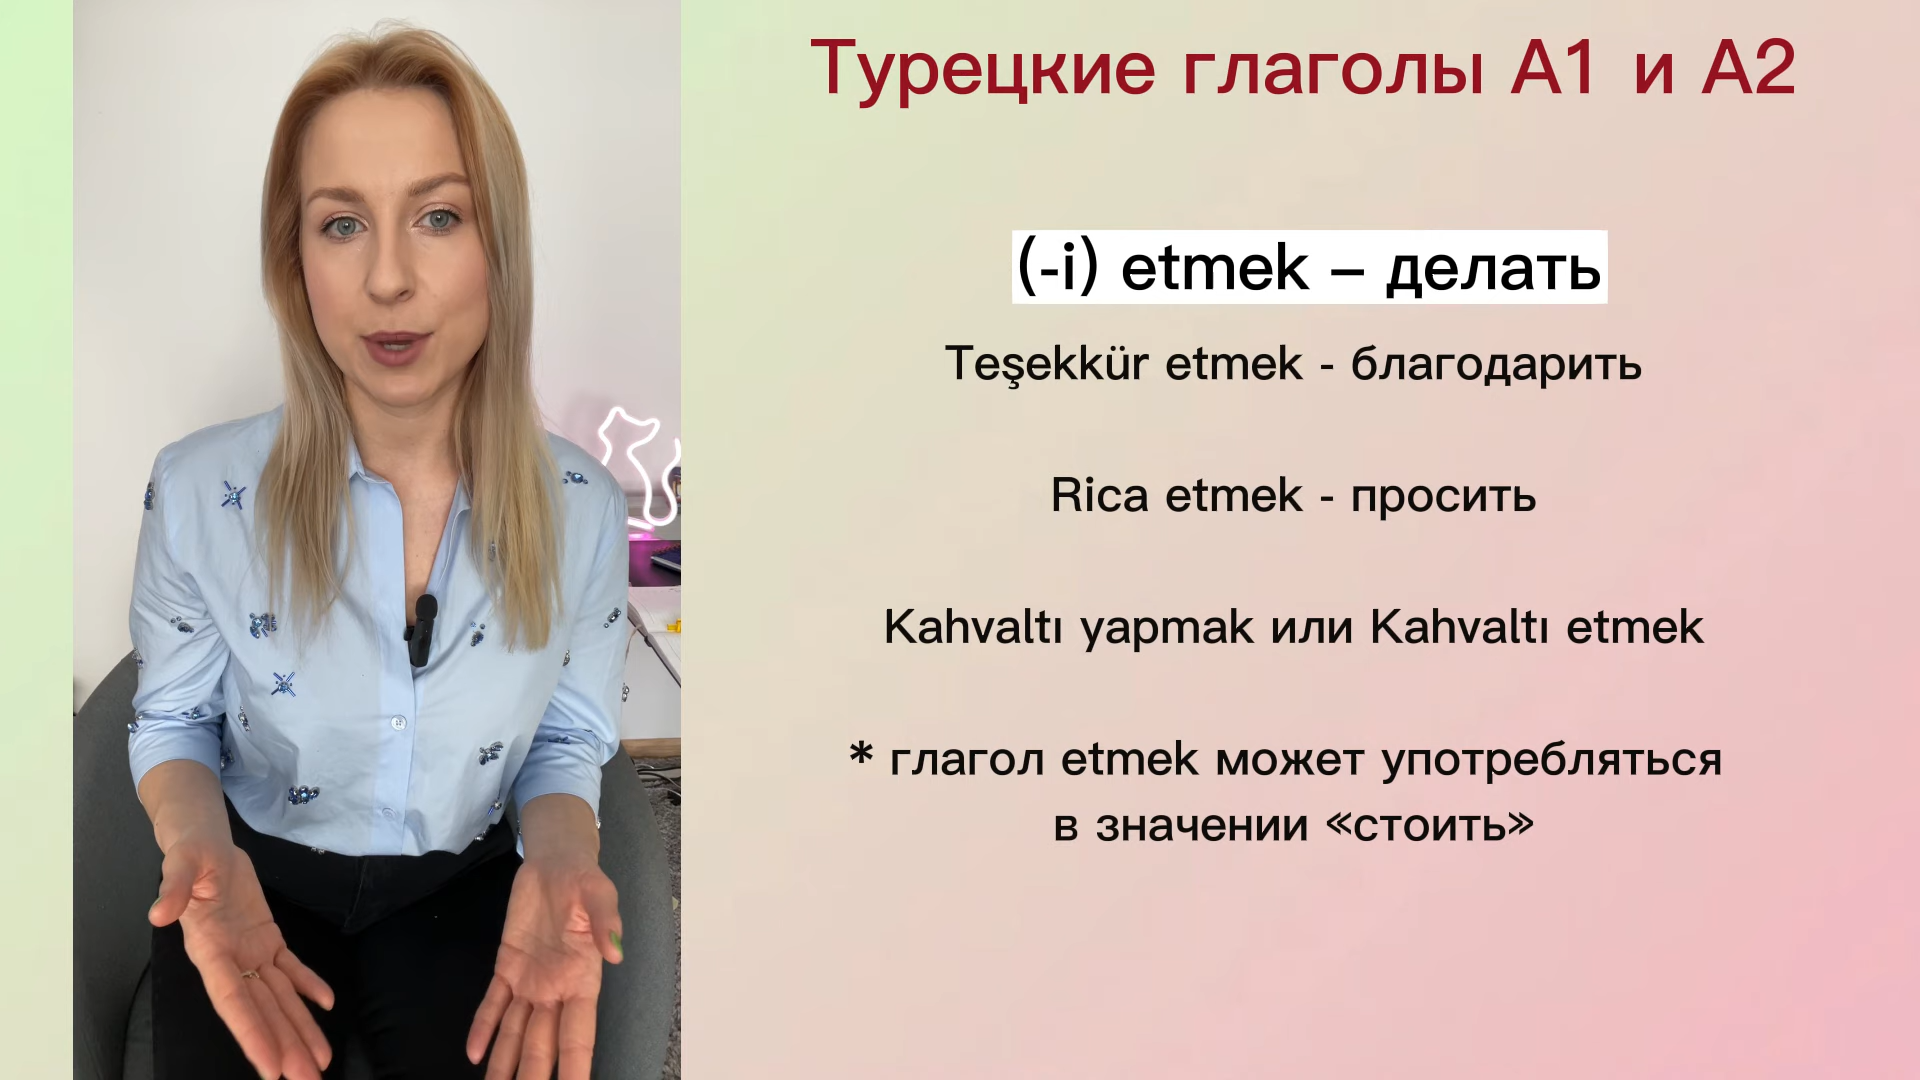 Турецкие глаголы А1 и А2
(-i) etmek – делать
Teşekkür etmek - благодарить
Rica etmek - просить
Kahvaltı yapmak или Kahvaltı etmek
* глагол etmek может употребляться
в значении «стоить»